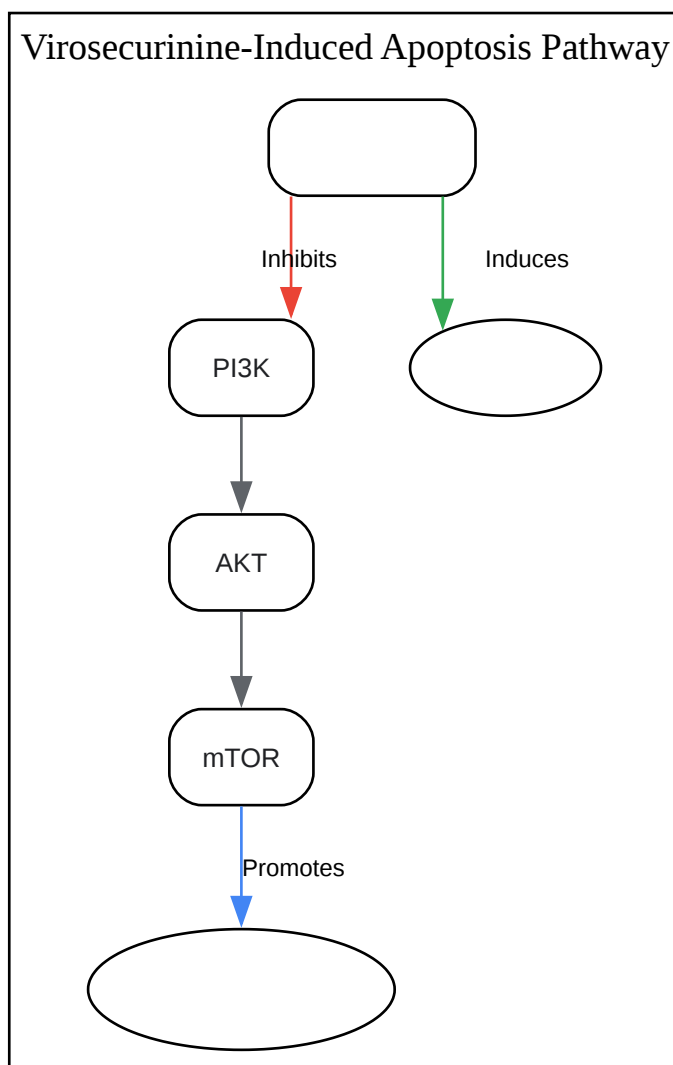 Virosecurinine-Induced Apoptosis Pathway
Inhibits
Induces
PI3K
AKT
mTOR
Promotes